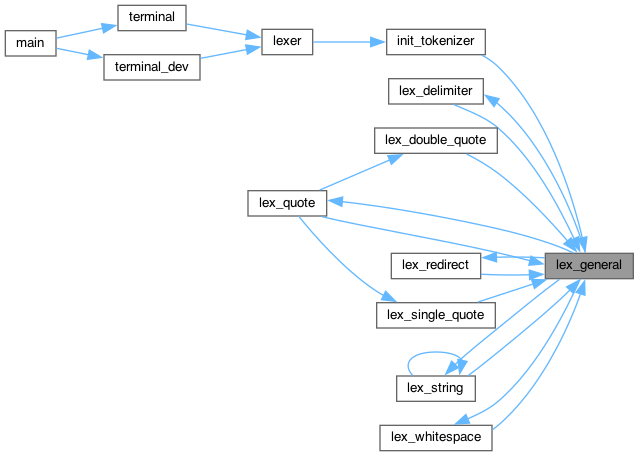 main
terminal
terminal_dev
lexer
init_tokenizer
lex_delimiter
lex_double_quote
lex_quote
lex_redirect
lex_general
lex_single_quote
lex_string
lex_whitespace